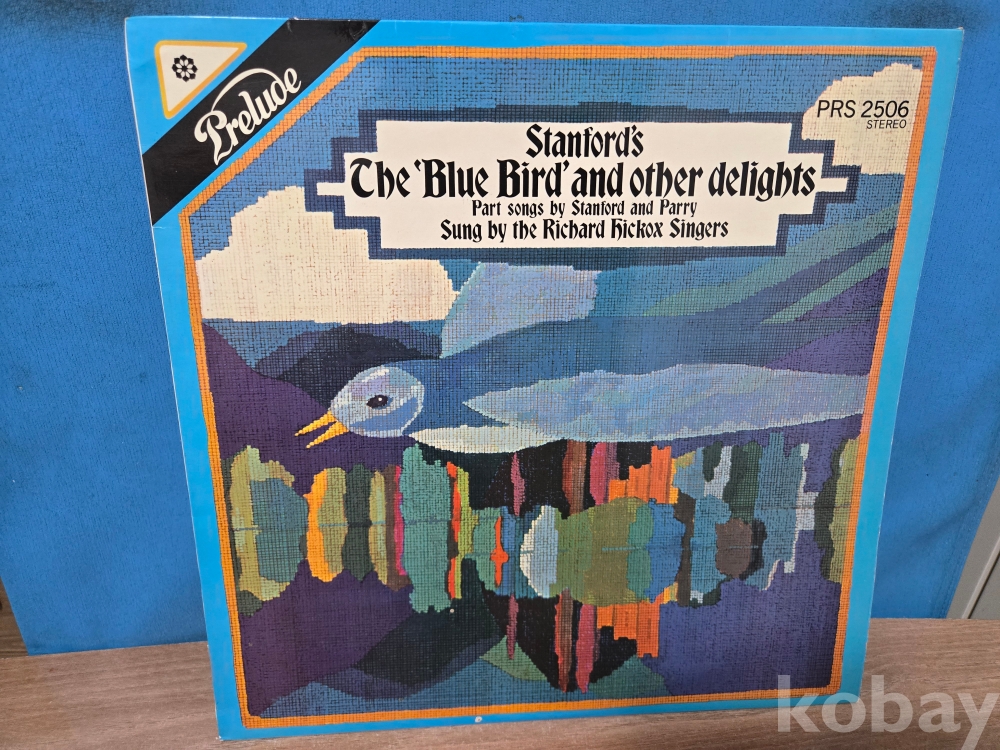 Prelude
PRS 2506
STEREO
Stanford's
The 'Blue Bird' and other delights
Part songs by Stanford and Parry
Sung by the Richard Hickox Singers
kobay